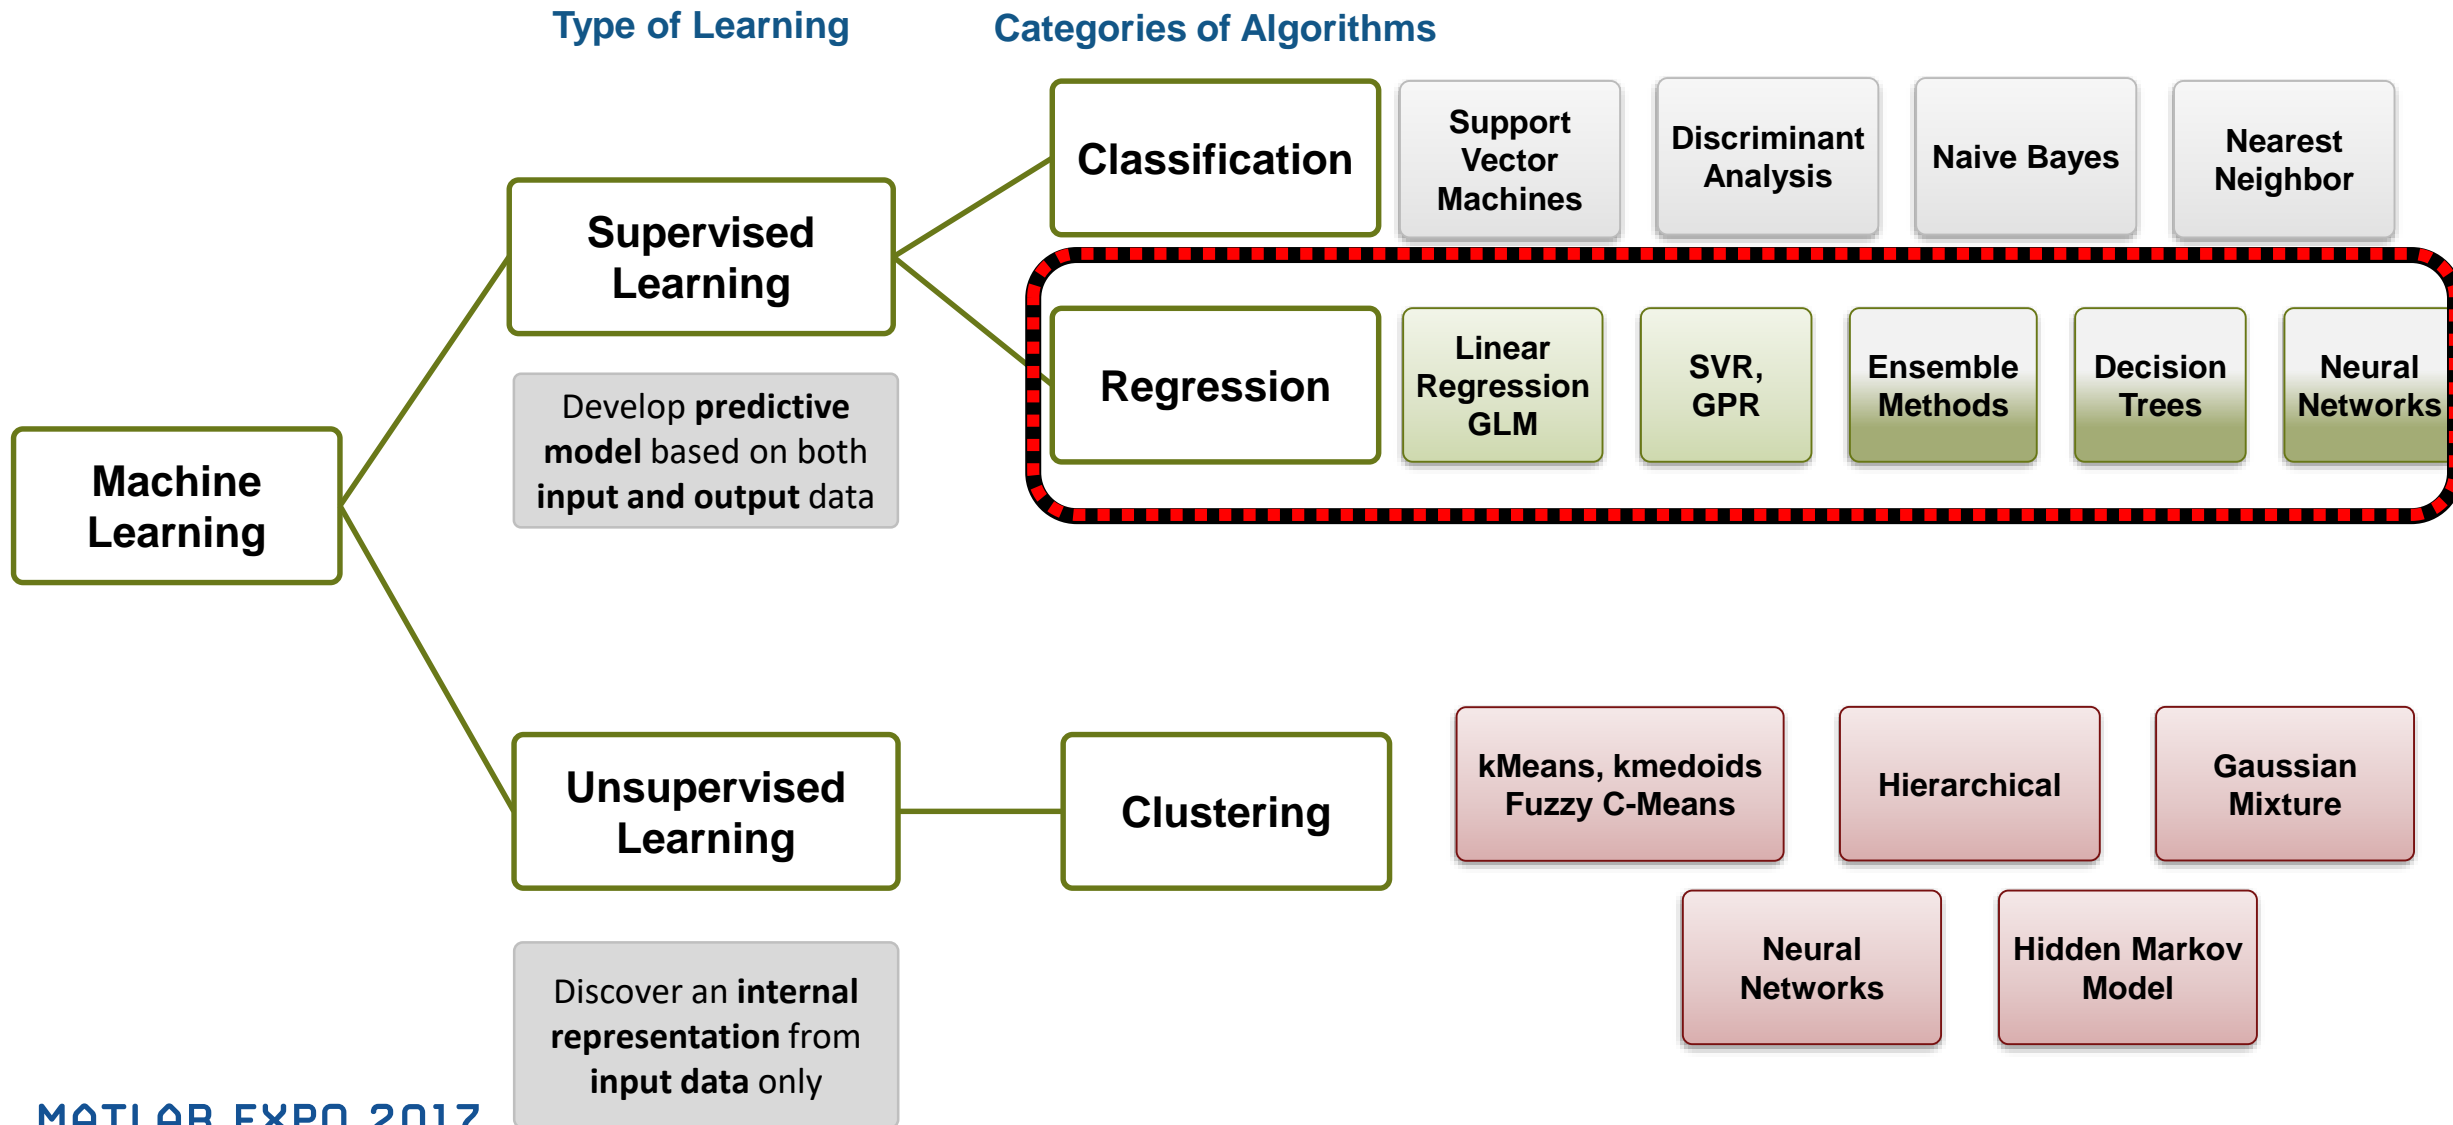 Type of Learning
Categories of Algorithms
Classification
Support
Vector
Machines
Discriminant
Analysis
Naive Bayes
Nearest
Neighbor
Supervised
Learning
Regression
Linear
Regression
GLM
SVR,
GPR
Ensemble
Methods
Decision
Trees
Neural
Networks
Develop predictive
model based on both
input and output data
Machine
Learning
Unsupervised
Learning
Clustering
kMeans, kmedoids
Fuzzy C-Means
Hierarchical
Gaussian
Mixture
Neural
Networks
Hidden Markov
Model
Discover an internal
representation from
input data only
MATLAB EXPO 2017